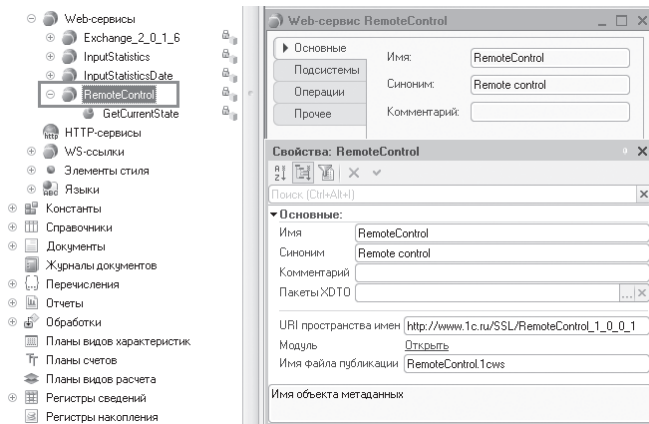 Web-сервисы
Exchange_2_0_1_6
InputStatistics
InputStatisticsDate
RemoteControl
GetCurrentState
HTTP-сервисы
WS-ссылки
Элементы стиля
Языки
Константы
Справочники
Документы
Журналы документов
Перечисления
Отчеты
Обработки
Планы видов характеристик
Планы счетов
Планы видов расчета
Регистры сведений
Регистры накопления
Web-сервис RemoteControl
Основные
Подсистемы
Операции
Прочее
Имя: RemoteControl
Синоним: Remote control
Комментарий:
Свойства: RemoteControl
Поиск (Ctrl+Alt+I)
Основные:
Имя RemoteControl
Синоним Remote control
Комментарий
Пакеты XDTO ...
URI пространства имен http://www.1c.ru/SSL/RemoteControl_1_0_0_1
Модуль Открыть
Имя файла публикации RemoteControl.1cws
Имя объекта метаданных